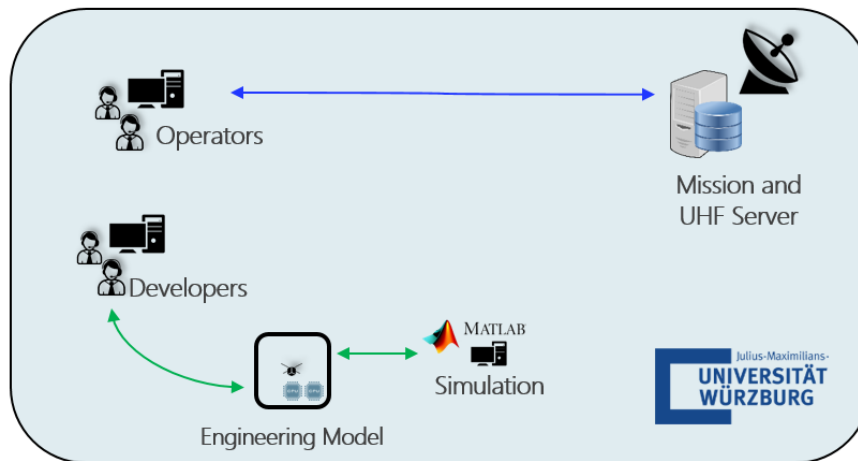 Operators
Mission and
UHF Server
Developers
MATLAB
Simulation
Engineering Model
Julius-Maximilians-
UNIVERSITÄT
WÜRZBURG